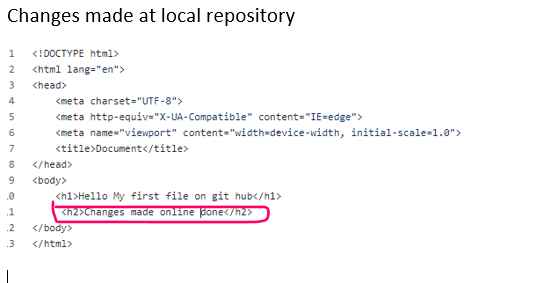 Changes made at local repository
1 <!DOCTYPE html>
2 <html lang="en">
3 <head>
4 <meta charset="UTF-8">
5 <meta http-equiv="X-UA-Compatible" content="IE=edge">
6 <meta name="viewport" content="width=device-width, initial-scale=1.0">
7 <title>Document</title>
8 </head>
9 <body>
.0 <h1>Hello My first file on git hub</h1>
.1 <h2>Changes made online done</h2>
.2 </body>
.3 </html>